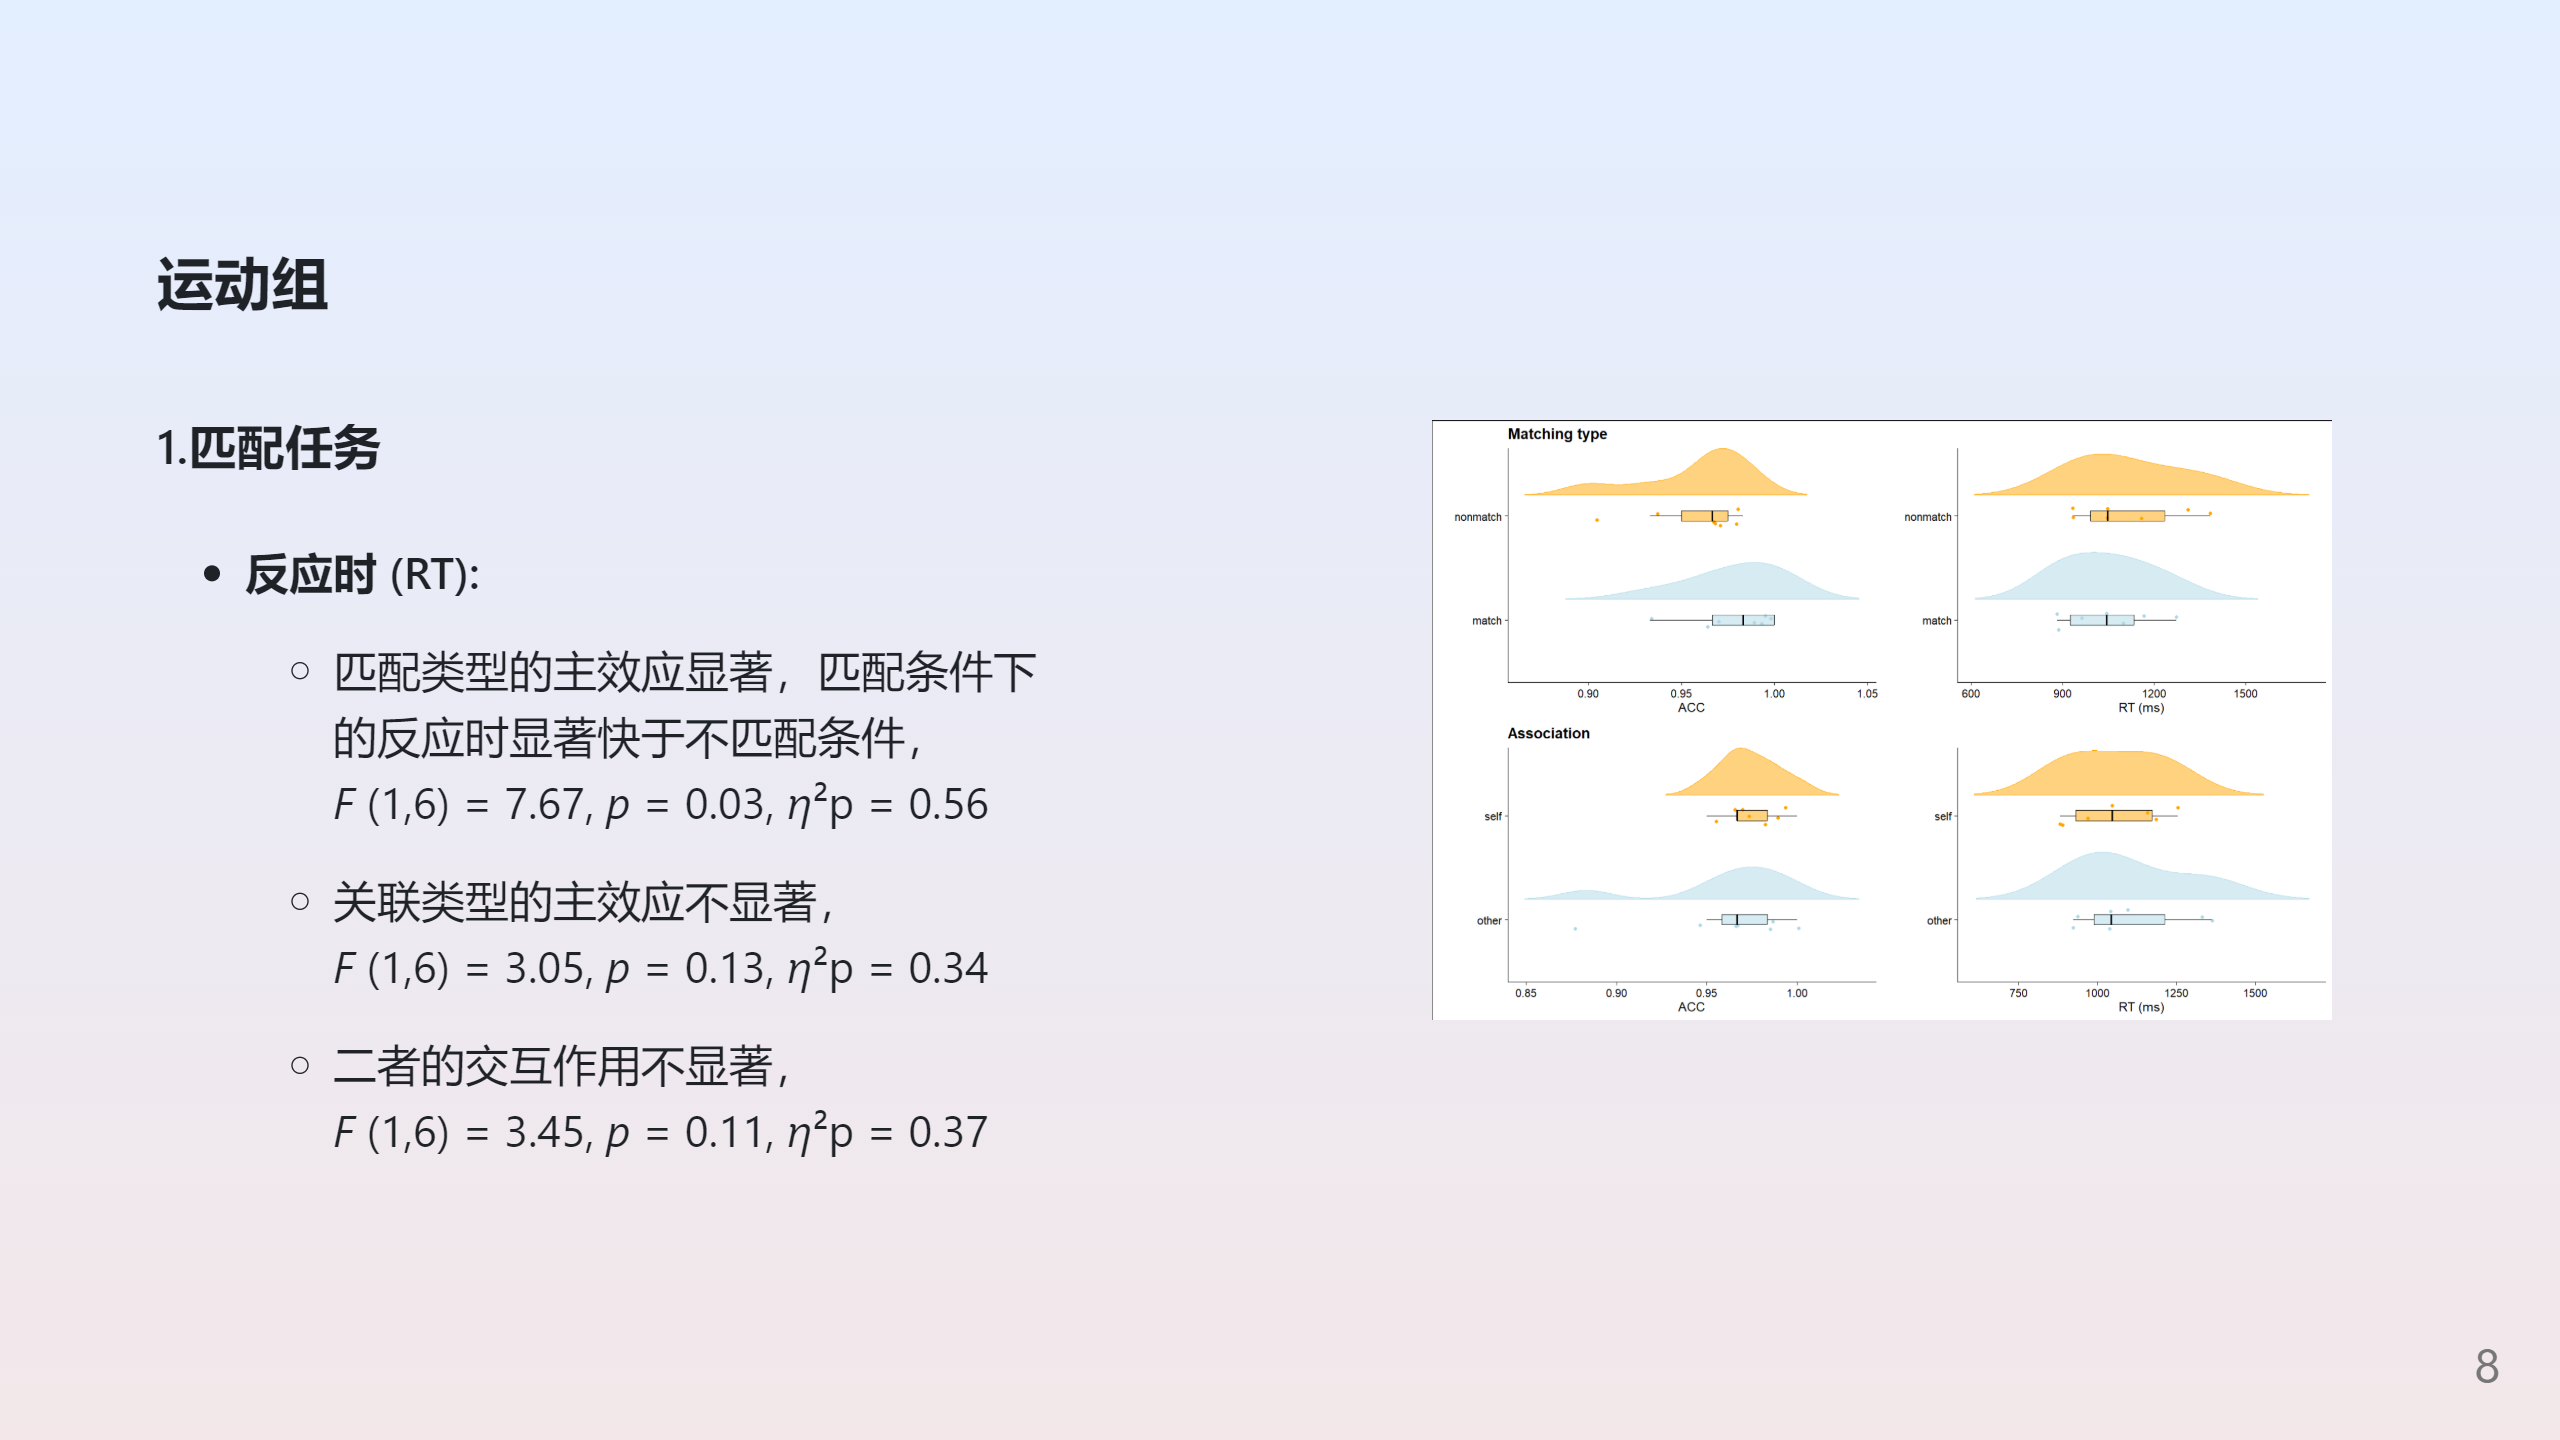 运动组
1.匹配任务
反应时 (RT):
匹配类型的主效应显著，匹配条件下
的反应时显著快于不匹配条件，
F (1,6) = 7.67, p = 0.03, η²p = 0.56
关联类型的主效应不显著，
F (1,6) = 3.05, p = 0.13, η²p = 0.34
二者的交互作用不显著，
F (1,6) = 3.45, p = 0.11, η²p = 0.37
Matching type
nonmatch
match
0.90 0.95 1.00 1.05
ACC
nonmatch
match
600 900 1200 1500
RT (ms)
Association
self
other
0.85 0.90 0.95 1.00
ACC
self
other
750 1000 1250 1500
RT (ms)
8